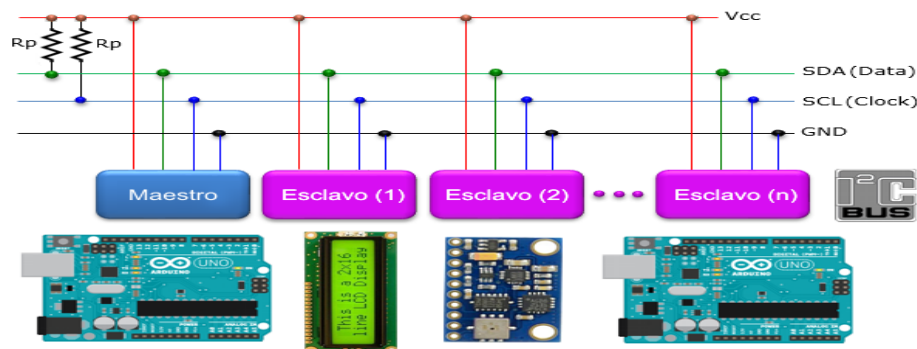 Vcc
Rp
Rp
SDA (Data)
SCL (Clock)
GND
Maestro
Esclavo (1)
Esclavo (2)
Esclavo (n)
I²C
BUS
ARDUINO
UNO
This is a 2x16
line LCD Display
ARDUINO
UNO